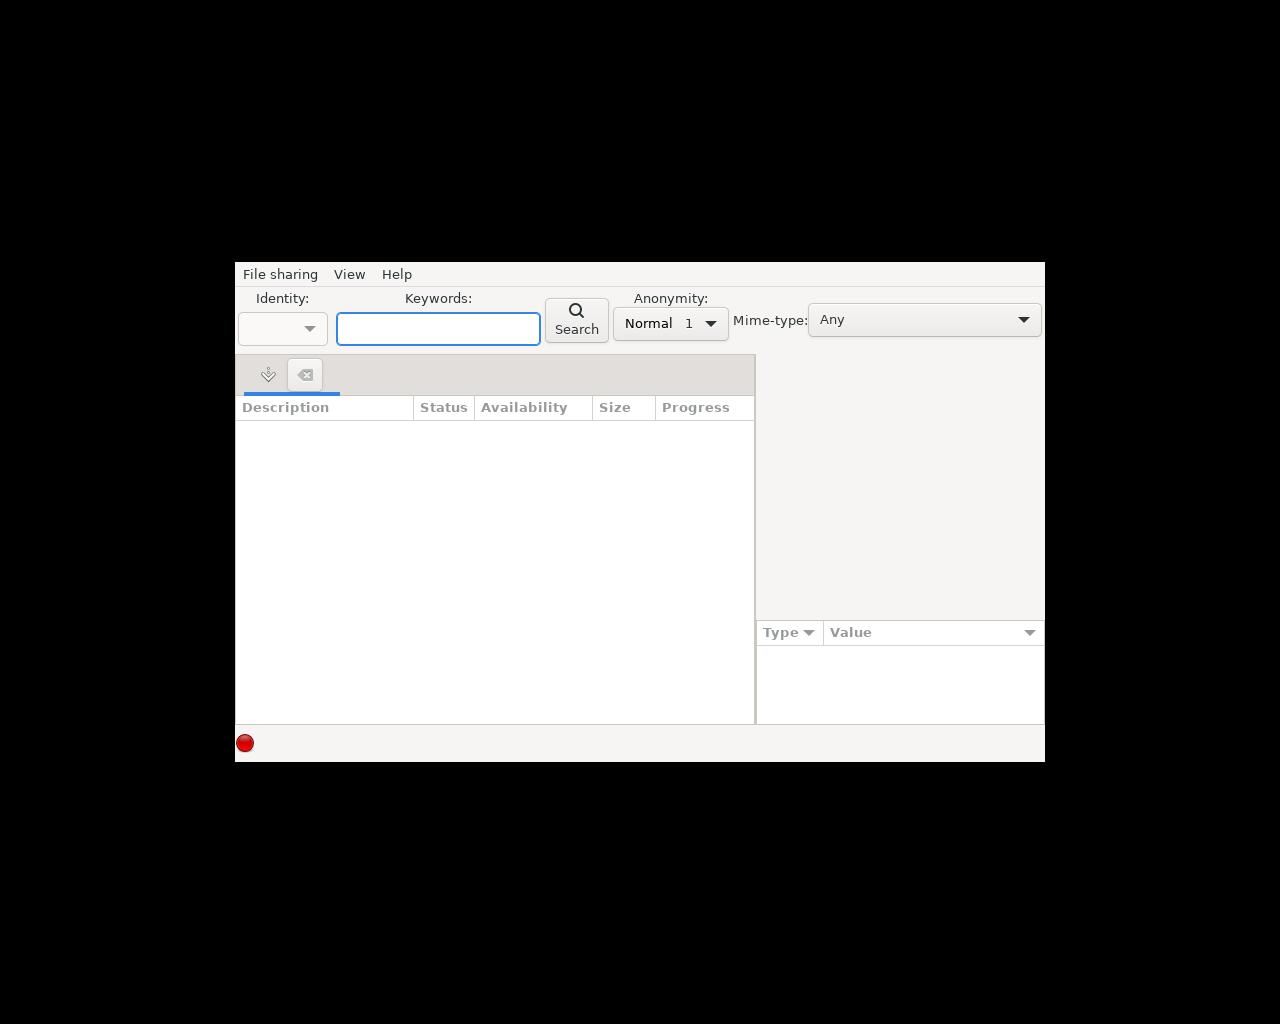 File sharing View Help
Identity: Keywords: Search Anonymity: Normal 1 Mime-type: Any
Description Status Availability Size Progress
Type Value